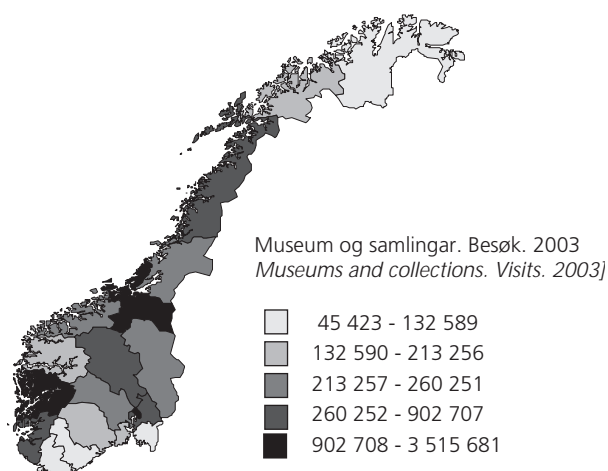 Museum og samlingar. Besøk. 2003
Museums and collections. Visits. 2003]
45 423 - 132 589
132 590 - 213 256
213 257 - 260 251
260 252 - 902 707
902 708 - 3 515 681